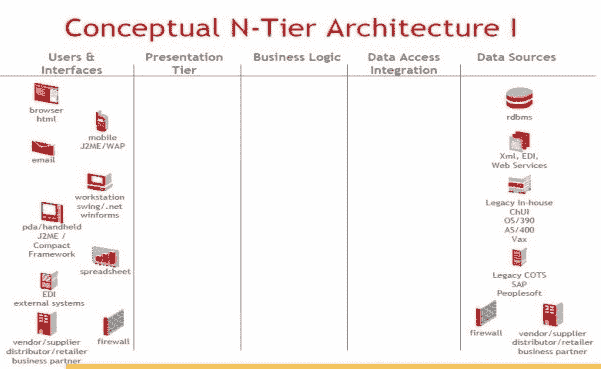 Conceptual N-Tier Architecture I
Users &
Interfaces
Presentation
Tier
Business Logic
Data Access
Integration
Data Sources
browser
html
mobile
J2ME/WAP
email
workstation
swing/.net
winforms
pda/handheld
J2ME /
Compact
Framework
spreadsheet
EDI
external systems
vendor/supplier
distributor/retailer
business partner
firewall
rdbms
Xml, EDI,
Web Services
Legacy In-house
ChUI
OS/390
AS/400
Vax
Legacy COTS
SAP
Peoplesoft
firewall
vendor/supplier
distributor/retailer
business partner